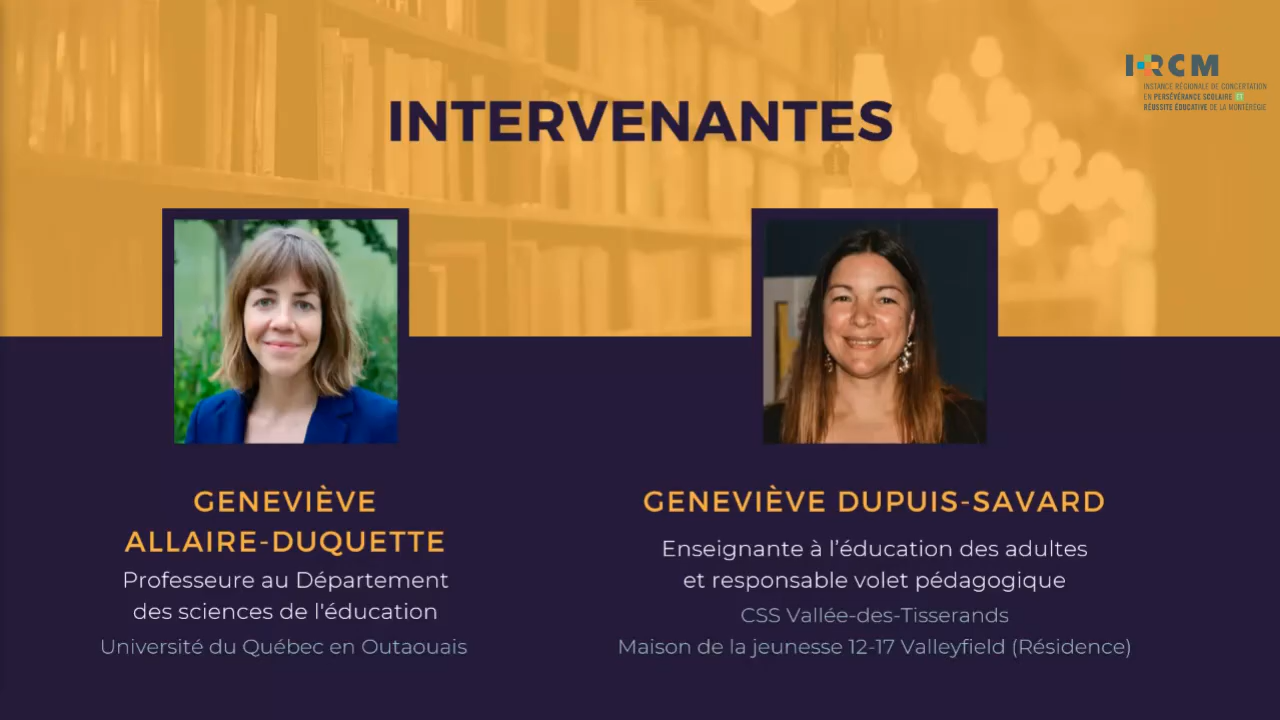 I RCM
INSTANCE RÉGIONALE DE CONCERTATION
EN PERSÉVÉRANCE SCOLAIRE ET
RÉUSSITE ÉDUCATIVE DE LA MONTÉRÉGIE
INTERVENANTES
GENEVIÈVE
ALLAIRE-DUQUETTE
Professeure au Département
des sciences de l'éducation
Université du Québec en Outaouais
GENEVIÈVE DUPUIS-SAVARD
Enseignante à l’éducation des adultes
et responsable volet pédagogique
CSS Vallée-des-Tisserands
Maison de la jeunesse 12-17 Valleyfield (Résidence)